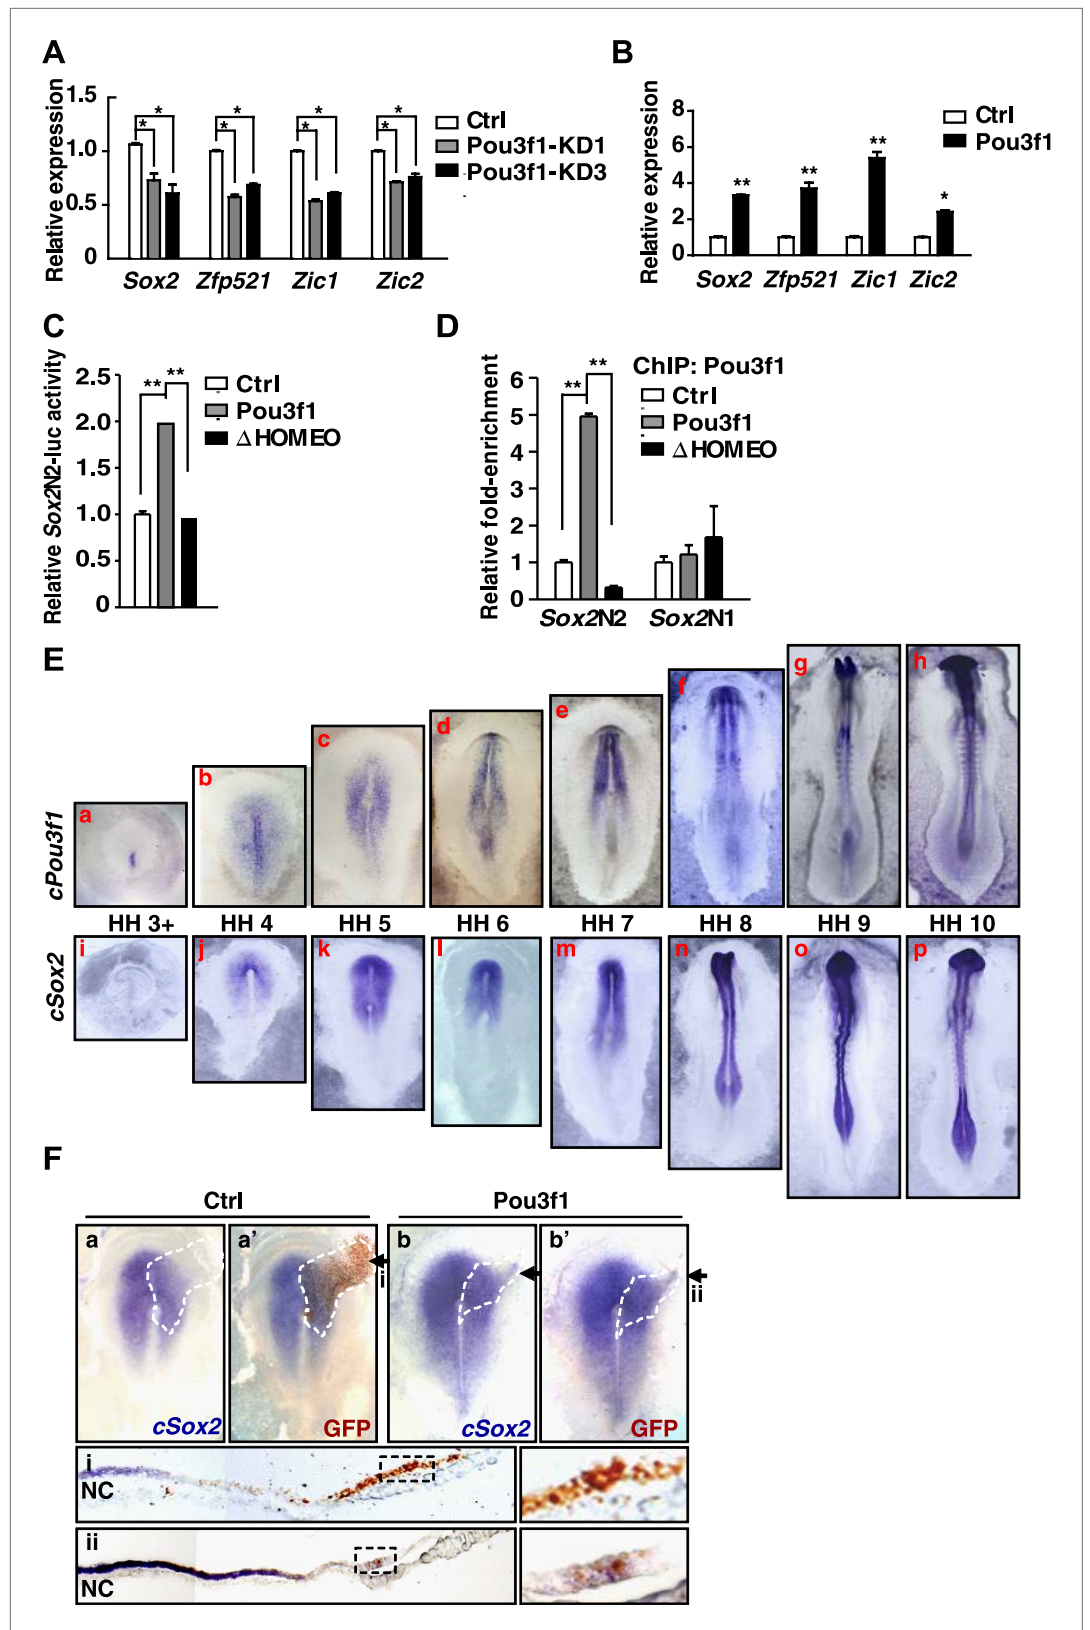 A
Relative expression
1.5
1.0
0.5
0
* * * * * * * *
Ctrl
Pou3f1-KD1
Pou3f1-KD3
Sox2 Zfp521 Zic1 Zic2
B
Relative expression
8
6
4
2
0
** ** ** *
Ctrl
Pou3f1
Sox2 Zfp521 Zic1 Zic2
C
Relative Sox2N2-luc activity
2.5
2.0
1.5
1.0
0.5
0
** **
Ctrl
Pou3f1
ΔHOMEO
D
Relative fold-enrichment
6
5
4
3
2
1
0
** **
ChIP: Pou3f1
Ctrl
Pou3f1
ΔHOMEO
Sox2N2 Sox2N1
E
cPou3f1
a b c d e f g h
HH 3+ HH 4 HH 5 HH 6 HH 7 HH 8 HH 9 HH 10
cSox2
i j k l m n o p
F
Ctrl Pou3f1
a a' b b'
i ii
cSox2 GFP cSox2 GFP
i
NC
ii
NC